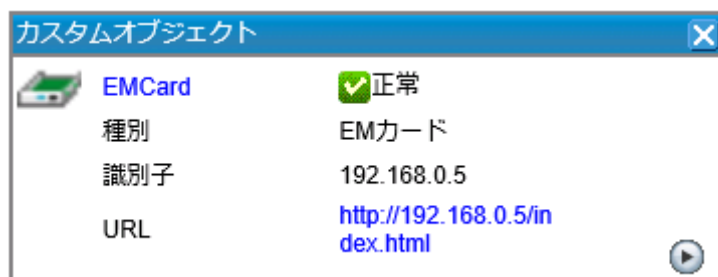 カスタムオブジェクト
EMCard 正常
種別 EMカード
識別子 192.168.0.5
URL http://192.168.0.5/in
dex.html